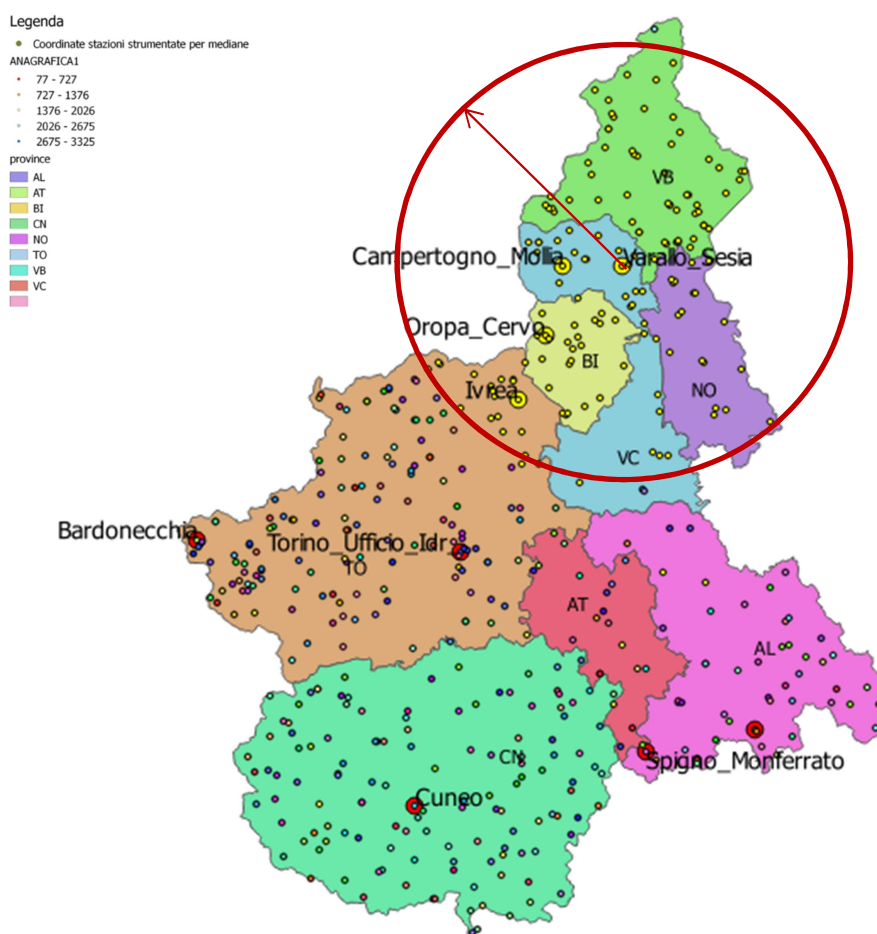 Legenda
Coordinate stazioni strumentate per mediane
ANAGRAFICA1
77 - 727
727 - 1376
1376 - 2026
2026 - 2675
2675 - 3325
province
AL
AT
BI
CN
NO
TO
VB
VC
VB
Campertogno_Mollia
Varallo_Sesia
Oropa_Cervo
BI
Ivrea
NO
VC
Bardonecchia
Torino_Ufficio_Idr.
TO
AT
AL
CN
Spigno_Monferrato
Cuneo